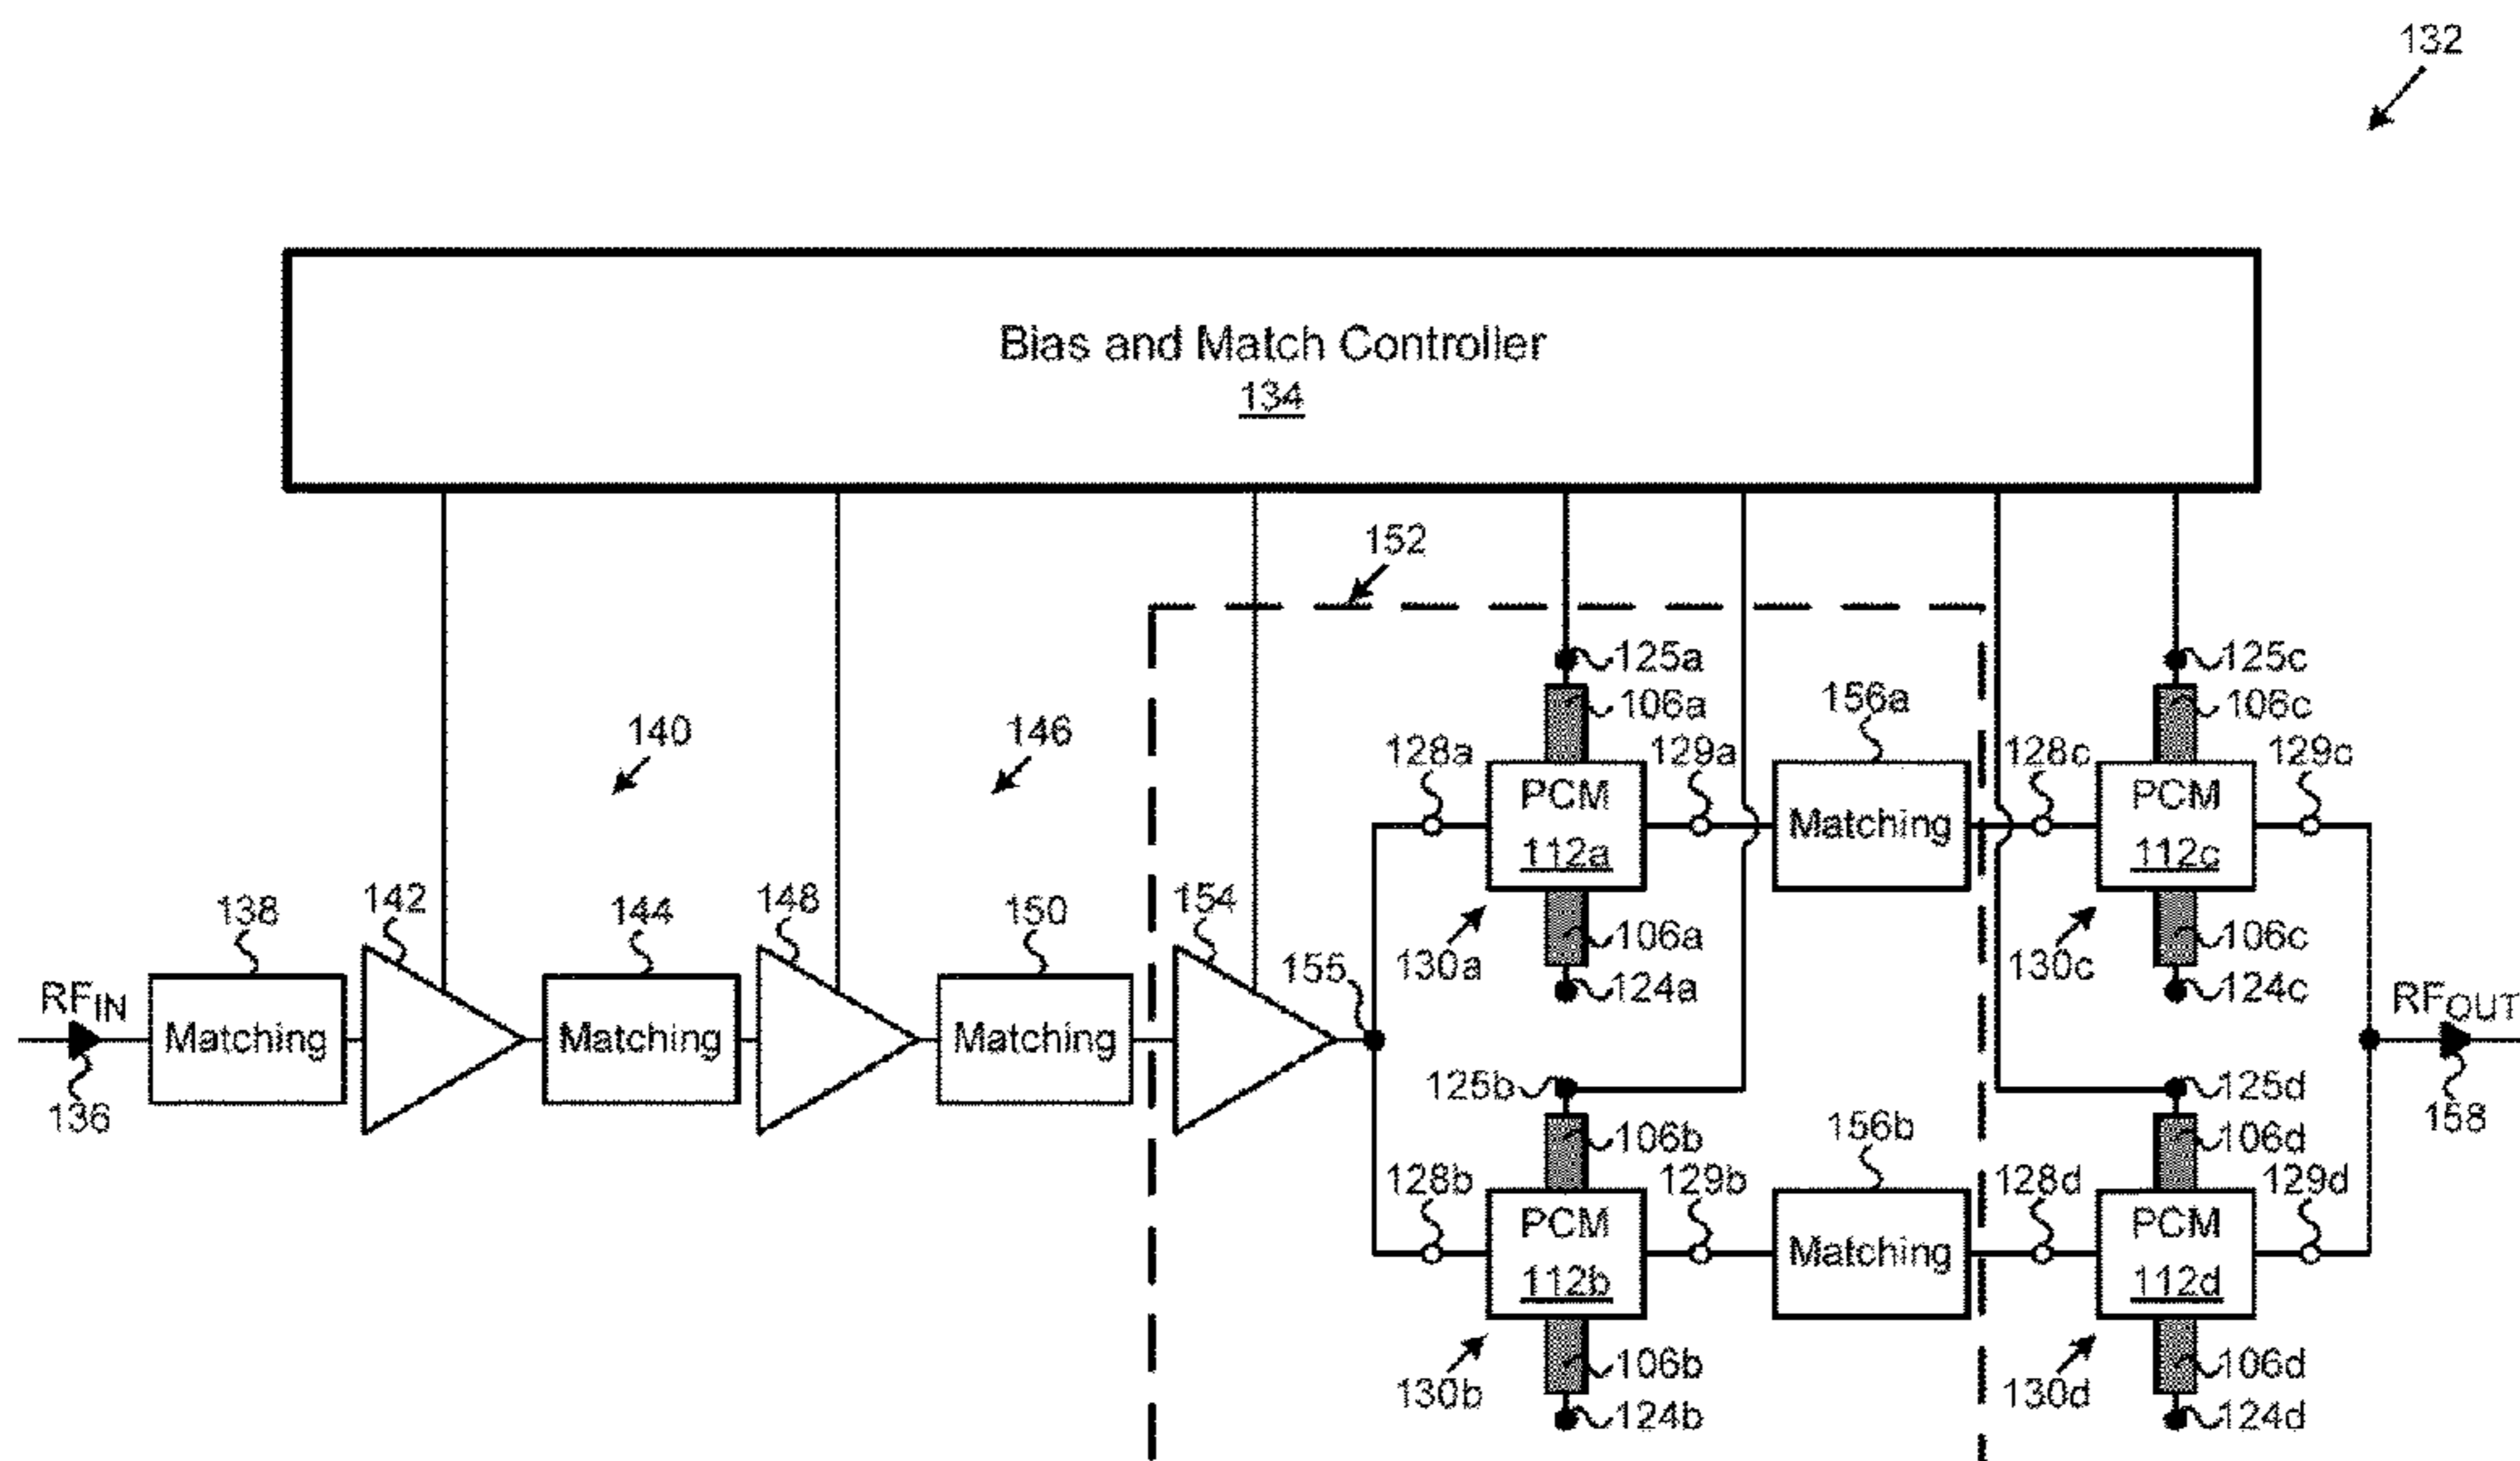 132
Bias and Match Controller
134
152
125a
125c
106a
156a
106c
140
146
128a
129a
128c
129c
PCM
112a
Matching
PCM
112c
138
142
144
148
150
154
155
130a
106a
130c
106c
124a
124c
RFIN
Matching
Matching
Matching
RFOUT
136
125b
125d
158
106b
156b
106d
128b
129b
128d
129d
PCM
112b
Matching
PCM
112d
130b
106b
130d
106d
124b
124d